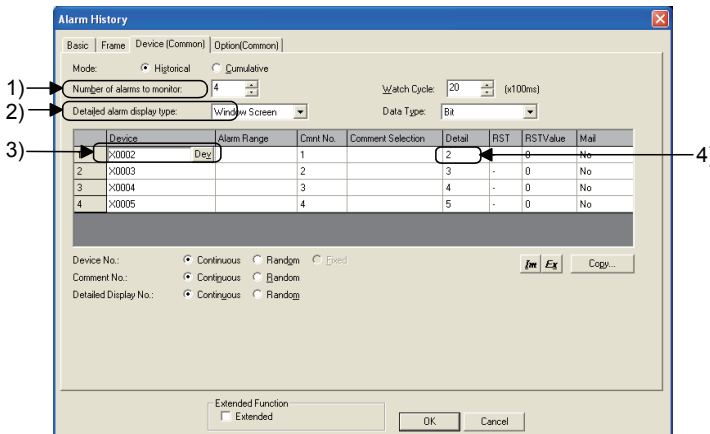 Alarm History
Basic Frame Device (Common) Option(Common)
Mode: Historical Cumulative
1) Number of alarms to monitor: 4 Watch Cycle: 20 (x100ms)
2) Detailed alarm display type: Window Screen Data Type: Bit
Device Alarm Range Cmnt No. Comment Selection Detail RST RSTValue Mail
3) 1 X0002 Dev 1 2 - 0 No 4)
2 X0003 2 3 - 0 No
3 X0004 3 4 - 0 No
4 X0005 4 5 - 0 No
Device No.: Continuous Random Fixed Im Ex Copy...
Comment No.: Continuous Random
Detailed Display No.: Continuous Random
Extended Function
Extended OK Cancel